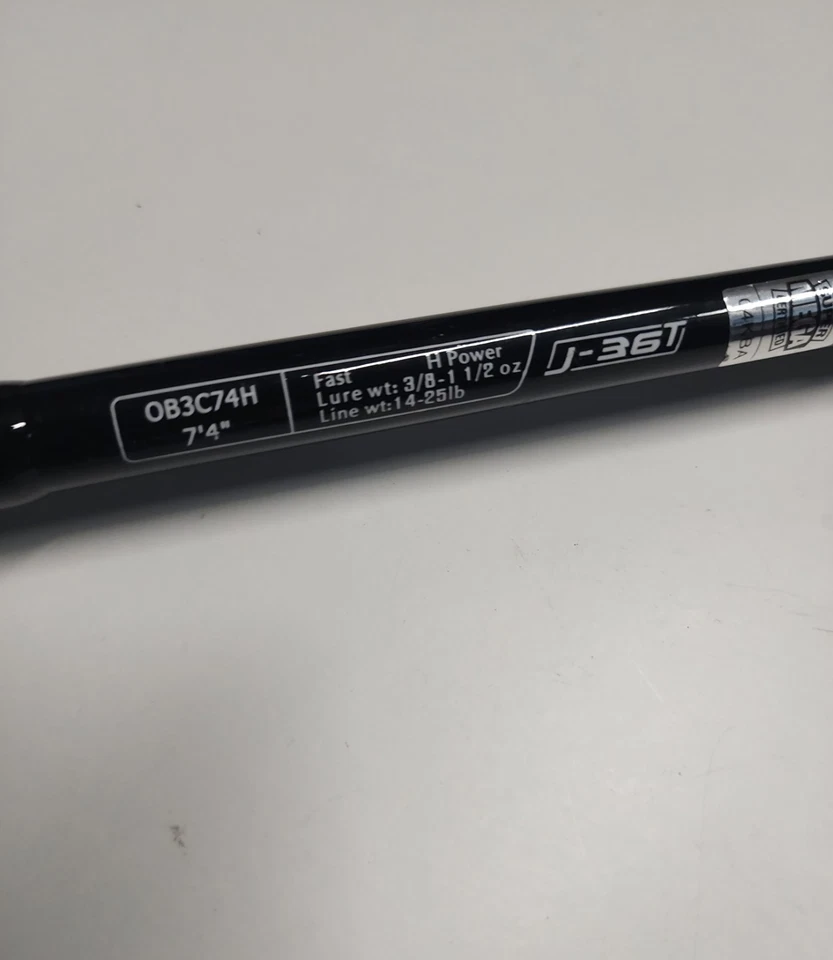 OB3C74H
7'4"
Fast H Power
Lure wt: 3/8-1 1/2 oz
Line wt:14-25lb
J-36T